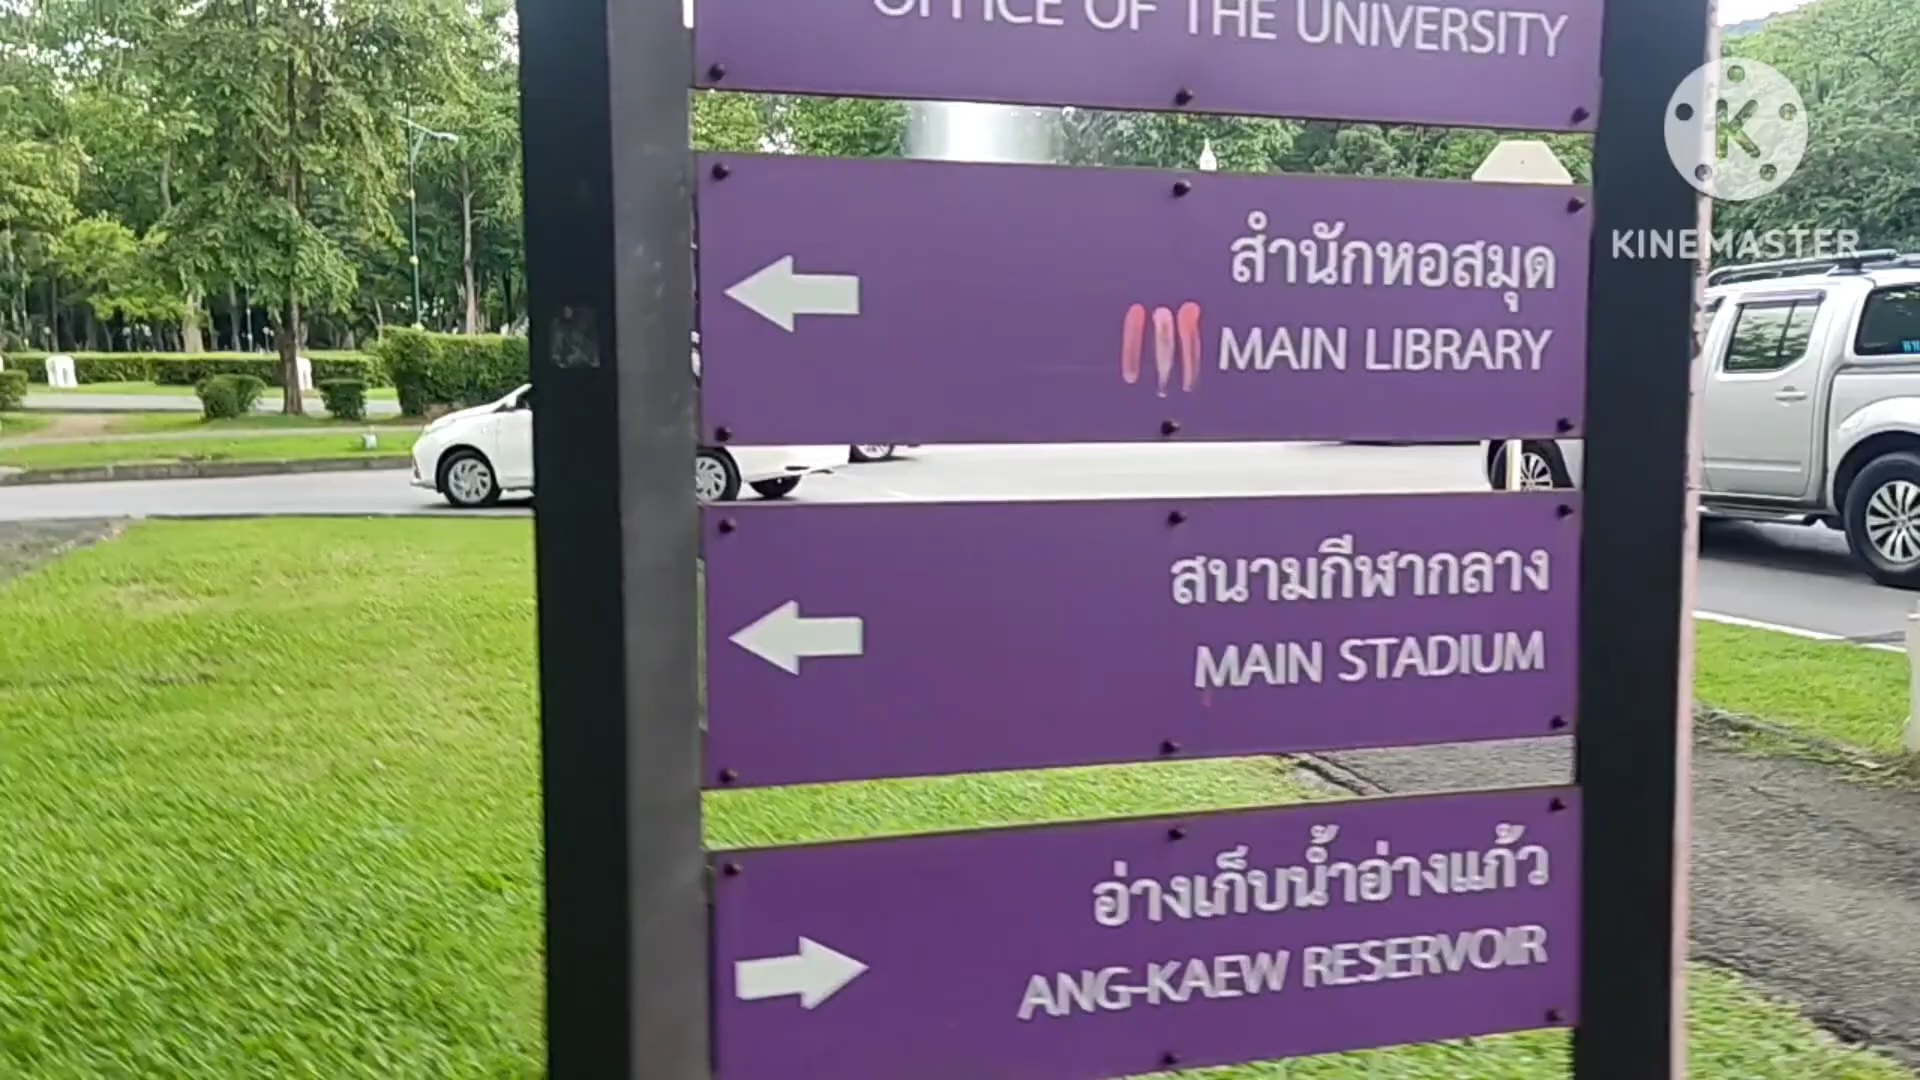 OFFICE OF THE UNIVERSITY
สำนักหอสมุด
MAIN LIBRARY
สนามกีฬากลาง
MAIN STADIUM
อ่างเก็บน้ำอ่างแก้ว
ANG-KAEW RESERVOIR
K
KINEMASTER